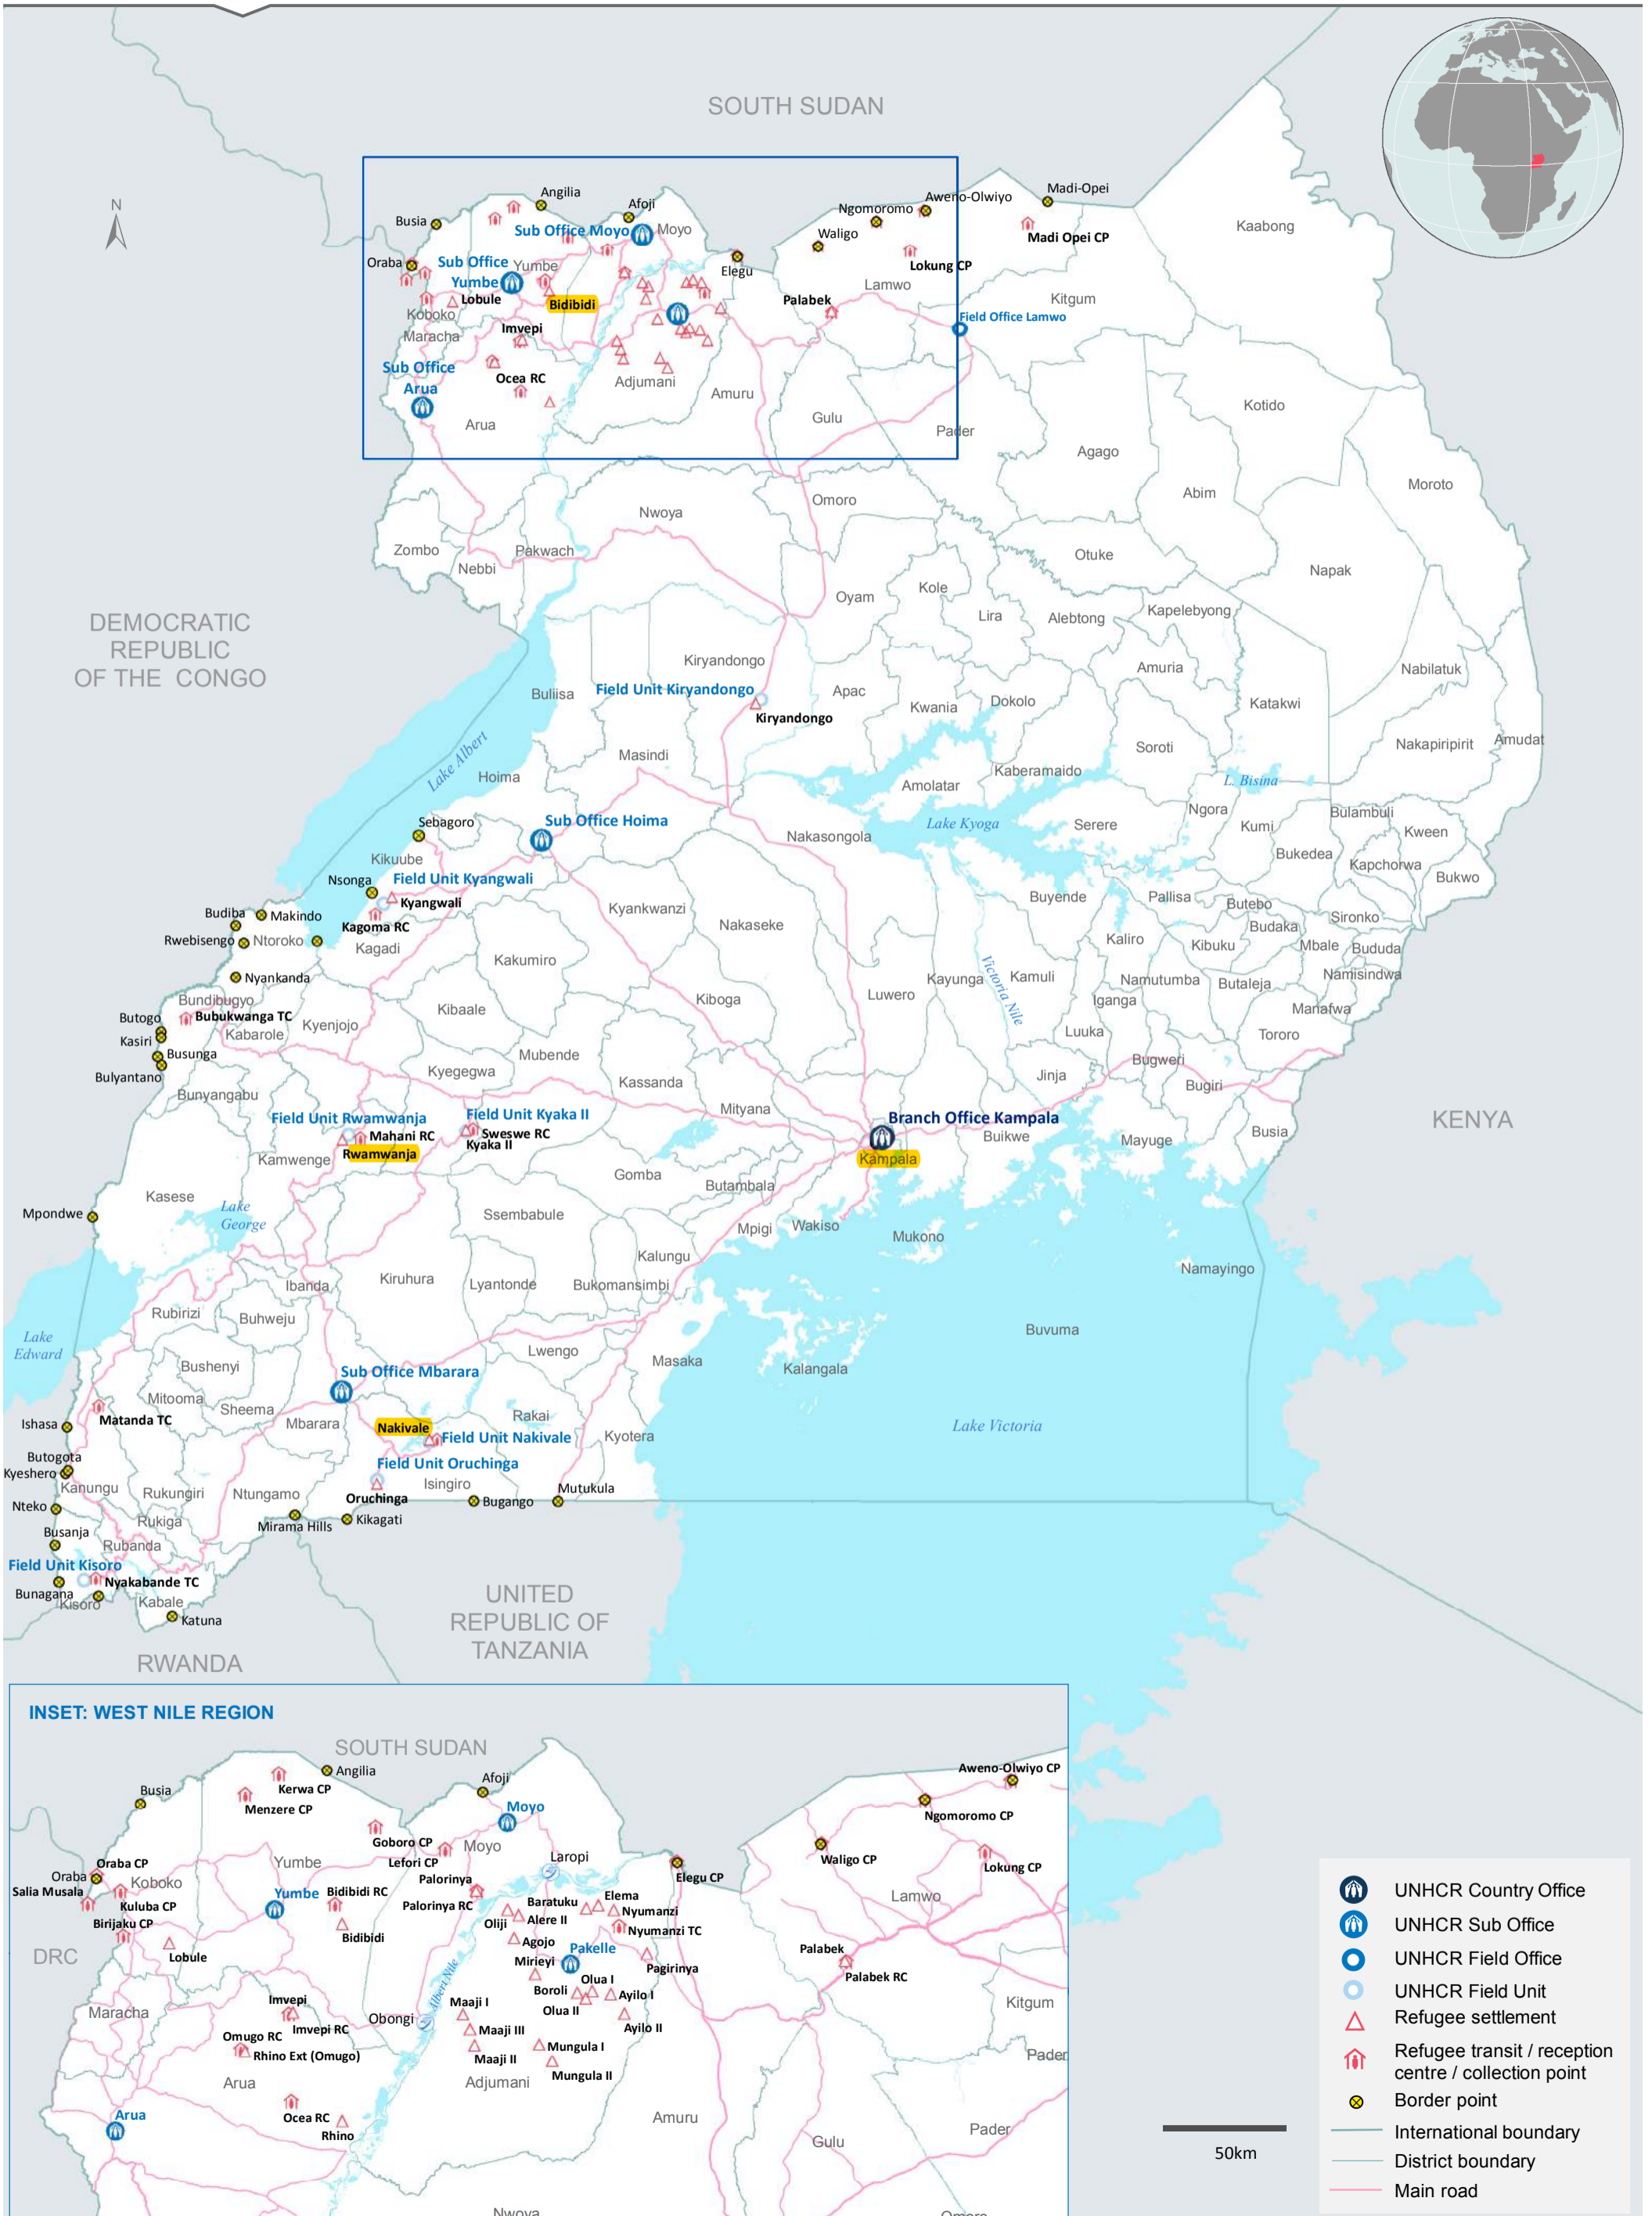 SOUTH SUDAN
N
Angilia
Afoji
Busia
Sub Office Moyo
Moyo
Ngomoromo
Aweno-Olwiyo
Madi-Opei
Waligo
Madi Opei CP
Kaabong
Oraba
Sub Office
Yumbe
Yumbe
Elegu
Lokung CP
Lobule
Bidibidi
Palabek
Lamwo
Kitgum
Koboko
Field Office Lamwo
Maracha
Imvepi
Sub Office
Arua
Ocea RC
Adjumani
Amuru
Gulu
Pader
Kotido
Arua
Agago
Abim
Moroto
Omoro
Nwoya
Zombo
Pakwach
Nebbi
Otuke
Napak
Kole
Oyam
Lira
Alebtong
Kapelebyong
DEMOCRATIC
REPUBLIC
OF THE CONGO
Kiryandongo
Amuria
Nabilatuk
Buliisa
Field Unit Kiryandongo
Apac
Kwania
Dokolo
Katakwi
Kiryandongo
Lake Albert
Masindi
Soroti
Nakapiripirit
Amudat
Hoima
Kaberamaido
Amolatar
L. Bisina
Sebagoro
Sub Office Hoima
Nakasongola
Lake Kyoga
Serere
Ngora
Kumi
Bulambuli
Kween
Kikuube
Bukedea
Kapchorwa
Bukwo
Nsonga
Field Unit Kyangwali
Kyangwali
Budiba
Makindo
Kagoma RC
Kyankwanzi
Nakaseke
Buyende
Pallisa
Butebo
Sironko
Rwebisengo
Ntoroko
Kagadi
Budaka
Kaliro
Kibuku
Mbale
Bududa
Kakumiro
Nyankanda
Victoria Nile
Kayunga
Kamuli
Namutumba
Butaleja
Namisindwa
Bundibugyo
Butogo
Bubukwanga TC
Kibaale
Kiboga
Luwero
Iganga
Manafwa
Kasiri
Kabarole
Kyenjojo
Luuka
Tororo
Busunga
Mubende
Bulyantano
Kyegegwa
Kassanda
Jinja
Bugweri
Bugiri
Bunyangabu
Field Unit Rwamwanja
Field Unit Kyaka II
Mityana
Branch Office Kampala
KENYA
Mahani RC
Sweswe RC
Kyaka II
Buikwe
Mayuge
Busia
Rwamwanja
Kampala
Kamwenge
Gomba
Butambala
Kasese
Lake
George
Mpondwe
Ssembabule
Mpigi
Wakiso
Mukono
Kalungu
Namayingo
Ibanda
Kiruhura
Lyantonde
Bukomansimbi
Rubirizi
Buhweju
Buvuma
Lake
Edward
Lwengo
Masaka
Kalangala
Bushenyi
Sub Office Mbarara
Mitooma
Sheema
Matanda TC
Mbarara
Nakivale
Rakai
Lake Victoria
Ishasa
Field Unit Nakivale
Kyotera
Butogota
Kyeshero
Field Unit Oruchinga
Kanungu
Rukungiri
Ntungamo
Oruchinga
Isingiro
Bugango
Mutukula
Nteko
Rukiga
Mirama Hills
Kikagati
Busanja
Rubanda
Field Unit Kisoro
Nyakabande TC
Bunagana
Kisoro
Kabale
Katuna
UNITED
REPUBLIC OF
TANZANIA
RWANDA
INSET: WEST NILE REGION
SOUTH SUDAN
Angilia
Kerwa CP
Menzere CP
Busia
Afoji
Moyo
Aweno-Olwiyo CP
Ngomoromo CP
Goboro CP
Lefori CP
Moyo
Laropi
Waligo CP
Lokung CP
Oraba CP
Oraba
Koboko
Yumbe
Palorinya
Elegu CP
Salia Musala
Kuluba CP
Yumbe
Bidibidi RC
Palorinya RC
Baratuku
Elema
Nyumanzi
Lamwo
Birijaku CP
Bidibidi
Oliji
Alere II
Nyumanzi TC
DRC
Lobule
Agojo
Pakelle
Palabek
Mirieyi
Pagirinya
Palabek RC
Albert Nile
Olua I
Boroli
Ayilo I
Maracha
Imvepi
Maaji I
Olua II
Kitgum
Imvepi RC
Obongi
Ayilo II
Omugo RC
Maaji III
Rhino Ext (Omugo)
Mungula I
Maaji II
Pader
Arua
Adjumani
Mungula II
Ocea RC
Amuru
Arua
Rhino
Gulu
Pader
Nwoya
Omoro
50km
UNHCR Country Office
UNHCR Sub Office
UNHCR Field Office
UNHCR Field Unit
Refugee settlement
Refugee transit / reception
centre / collection point
Border point
International boundary
District boundary
Main road